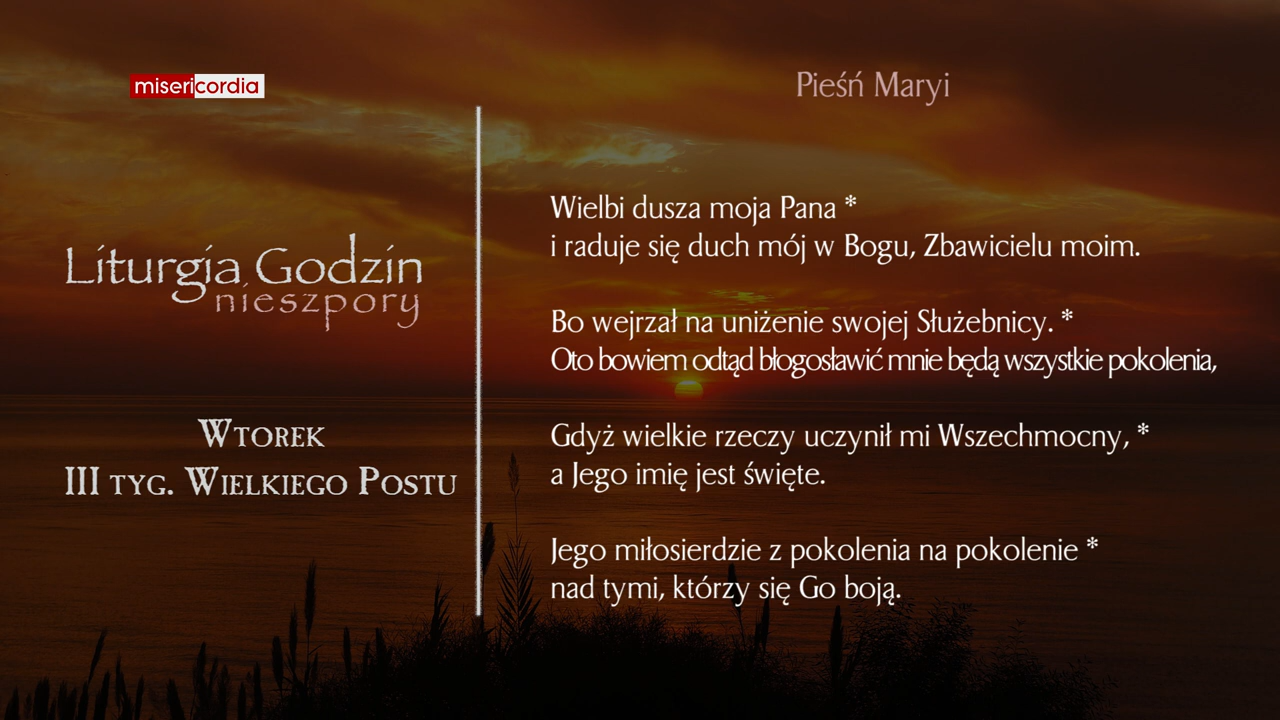 misericordia
Liturgia Godzin
nieszpory
Wtorek
III tyg. Wielkiego Postu
Pieśń Maryi
Wielbi dusza moja Pana *
i raduje się duch mój w Bogu, Zbawicielu moim.
Bo wejrzał na uniżenie swojej Służebnicy. *
Oto bowiem odtąd błogosławić mnie będą wszystkie pokolenia,
Gdyż wielkie rzeczy uczynił mi Wszechmocny, *
a Jego imię jest święte.
Jego miłosierdzie z pokolenia na pokolenie *
nad tymi, którzy się Go boją.